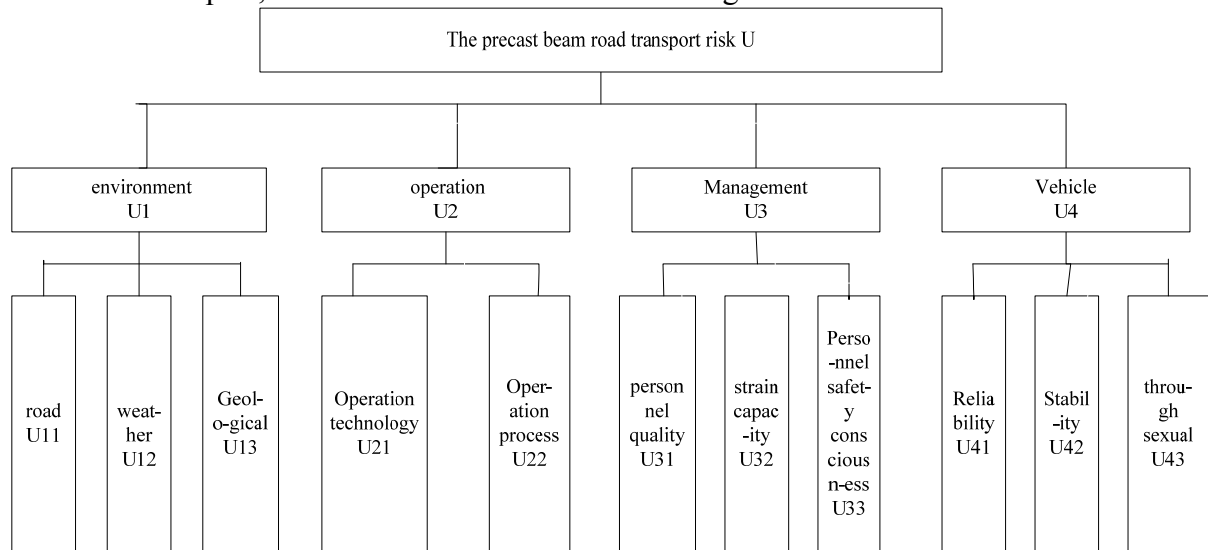 The precast beam road transport risk U
environment
U1
operation
U2
Management
U3
Vehicle
U4
road
U11
weat-
her
U12
Geol-
o-gical
U13
Operation
technology
U21
Oper-
ation
process
U22
person
nel
quality
U31
strain
capac
-ity
U32
Perso
-nnel
safet-
y
cons
cious
n-ess
U33
Relia
bility
U41
Stabil
-ity
U42
throu-
gh
sexual
U43